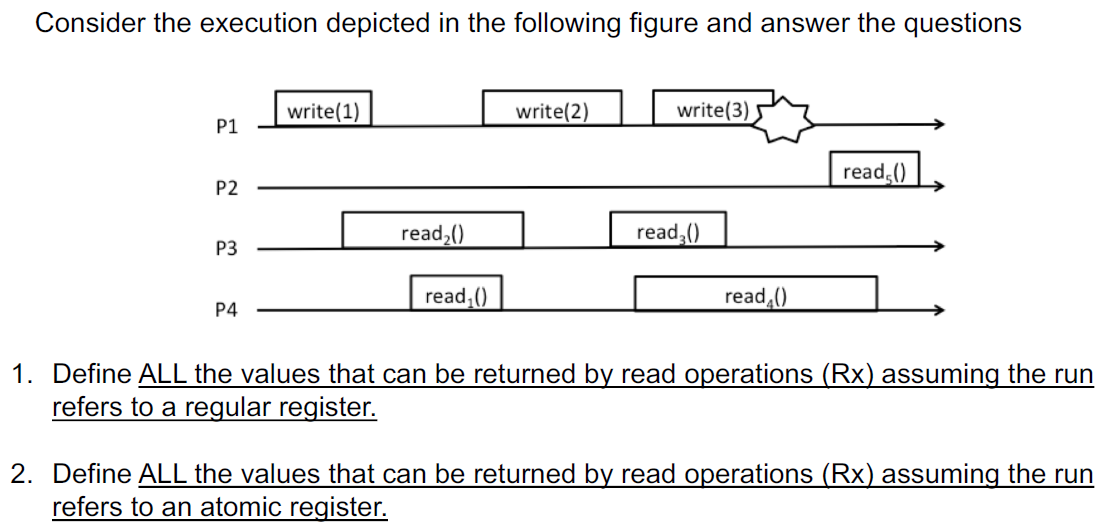 Consider the execution depicted in the following figure and answer the questions
P1 write(1) write(2) write(3)
P2 read₅()
P3 read₂() read₃()
P4 read₁() read₄()
1. Define ALL the values that can be returned by read operations (Rx) assuming the run
refers to a regular register.
2. Define ALL the values that can be returned by read operations (Rx) assuming the run
refers to an atomic register.